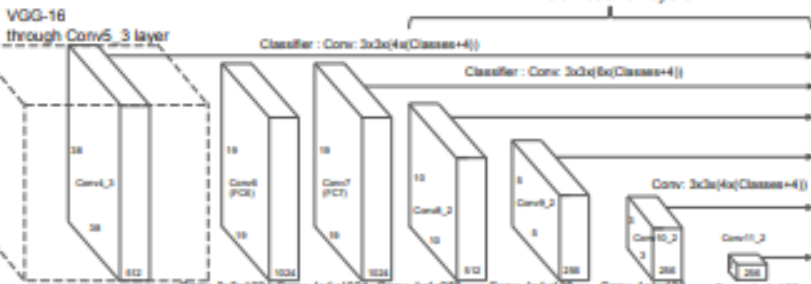 VGG-16
through Conv5_3 layer
Classifier : Conv: 3x3x(4x(Classes+4))
Classifier : Conv: 3x3x(6x(Classes+4))
Conv: 3x3x(4x(Classes+4))
38
Conv4_3
38
512
19
Conv6
(FC6)
19
1024
19
Conv7
(FC7)
19
1024
10
Conv8_2
10
512
5
Conv9_2
5
256
3
Conv10_2
3
256
Conv11_2
256